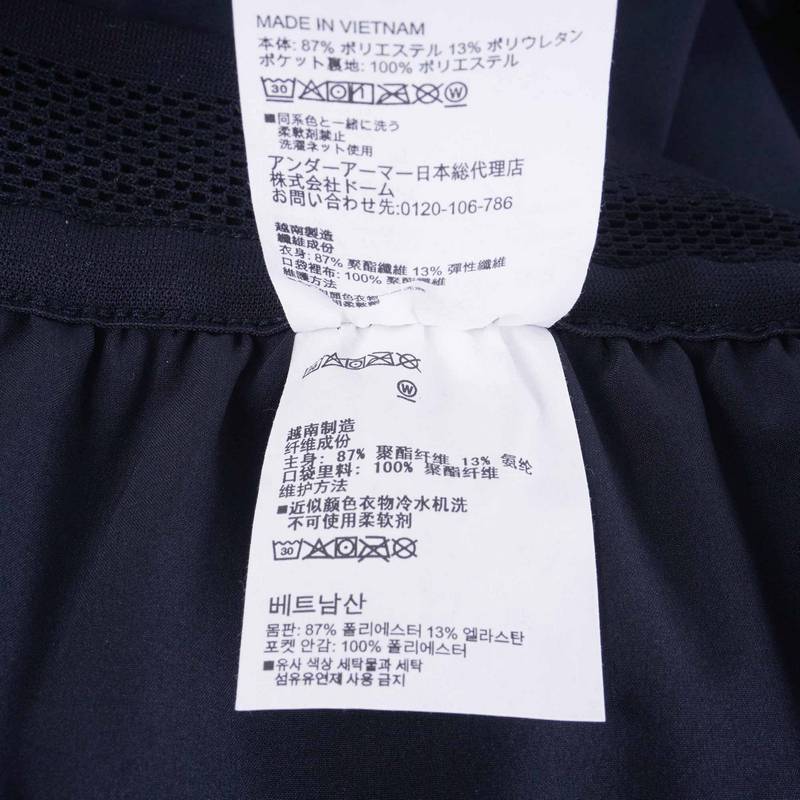 MADE IN VIETNAM
本体: 87% ポリエステル 13% ポリウレタン
ポケット裏地: 100% ポリエステル
30 W
■同系色と一緒に洗う
柔軟剤禁止
洗濯ネット使用
アンダーアーマー日本総代理店
株式会社ドーム
お問い合わせ先:0120-106-786
越南製造
纖維成份
衣身: 87% 聚酯纖維 13% 彈性纖維
口袋裡布: 100% 聚酯纖維
維護方法
W
越南制造
纤维成份
主身: 87% 聚酯纤维 13% 氨纶
口袋里料: 100% 聚酯纤维
维护方法
■近似颜色衣物冷水机洗
不可使用柔软剂
30
베트남산
몸판: 87% 폴리에스터 13% 엘라스탄
포켓 안감: 100% 폴리에스터
■유사 색상 세탁물과 세탁
섬유유연제 사용 금지